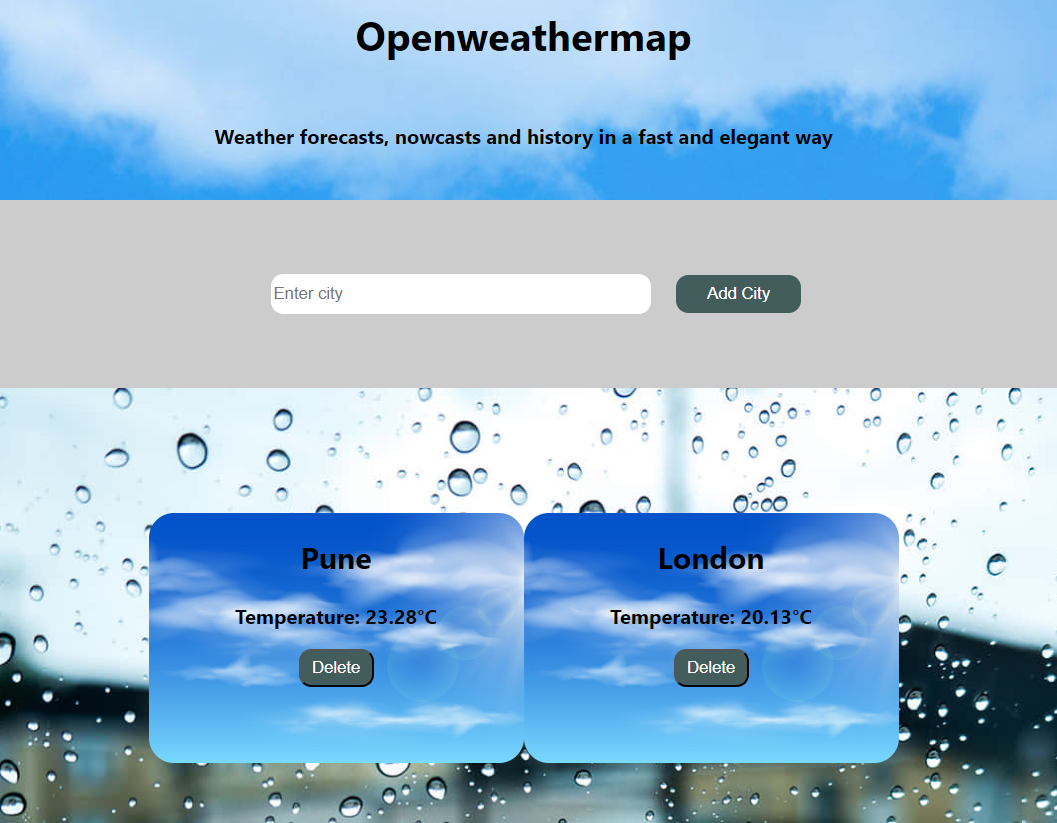 Openweathermap
Weather forecasts, nowcasts and history in a fast and elegant way
Enter city
Add City
Pune
Temperature: 23.28°C
Delete
London
Temperature: 20.13°C
Delete